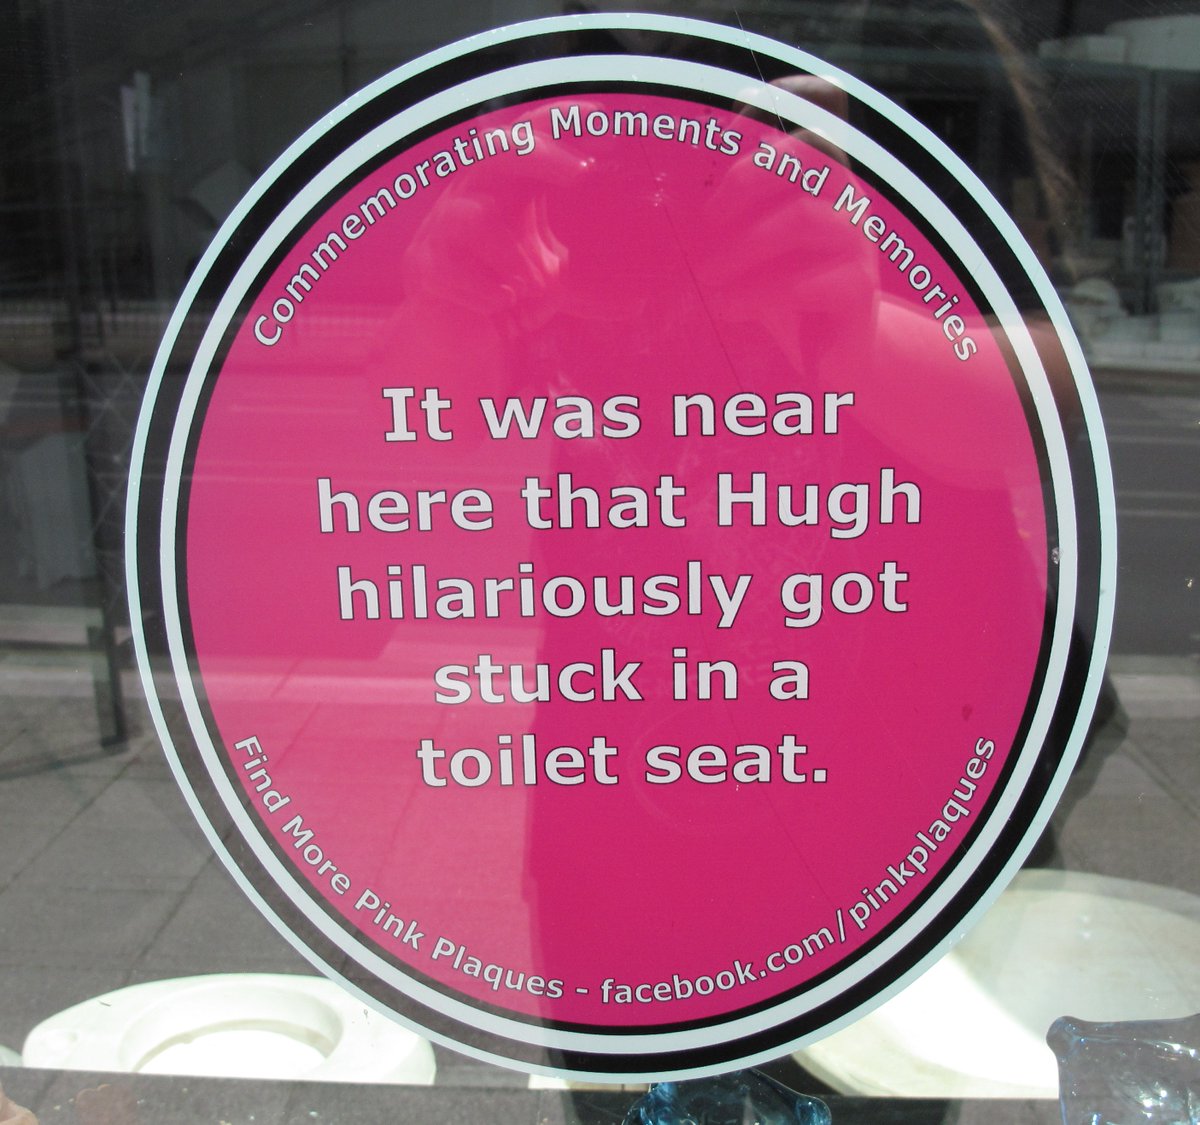 Commemorating Moments and Memories
It was near
here that Hugh
hilariously got
stuck in a
toilet seat.
Find More Pink Plaques - facebook.com/pinkplaques